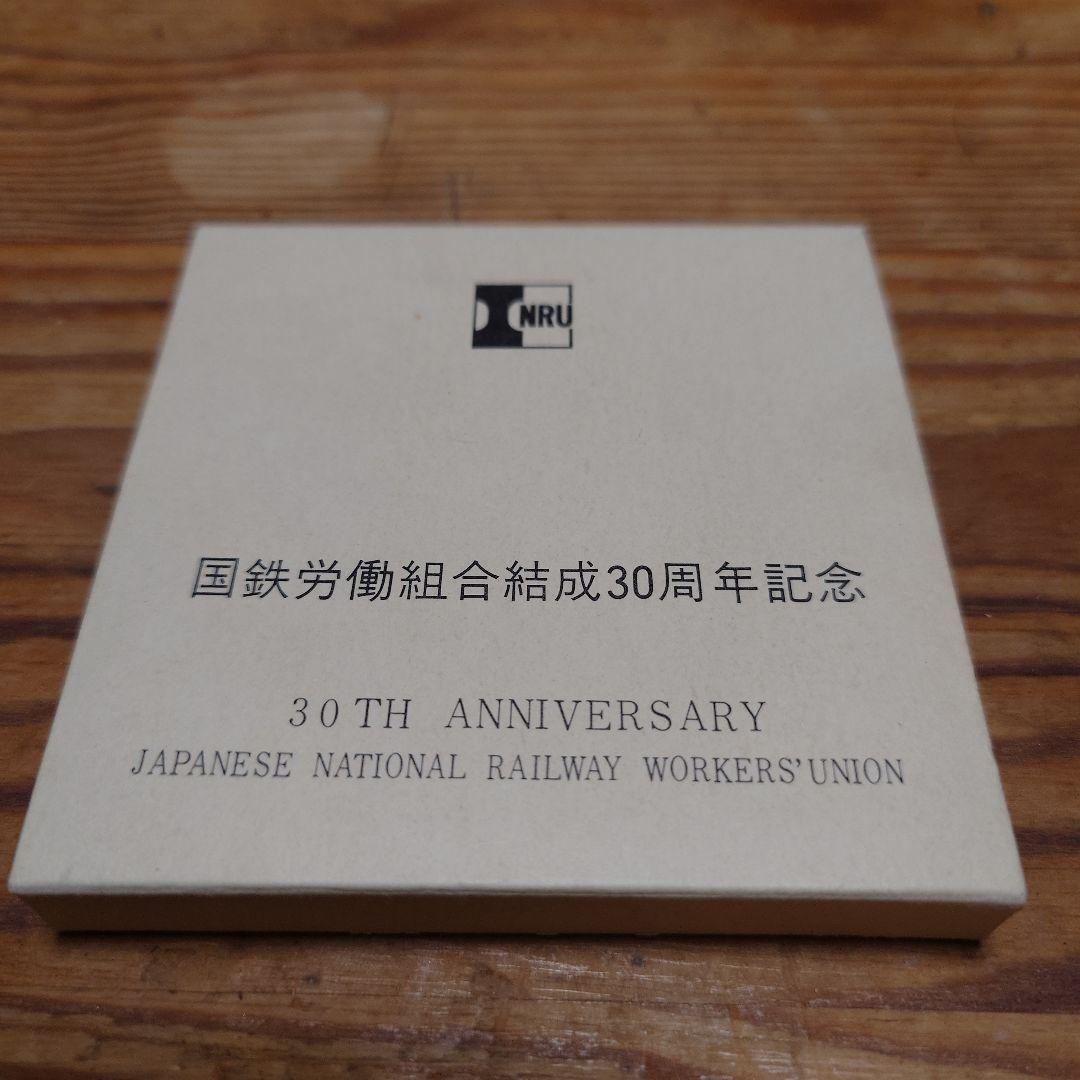 NRU
国鉄労働組合結成30周年記念
30TH ANNIVERSARY
JAPANESE NATIONAL RAILWAY WORKERS' UNION